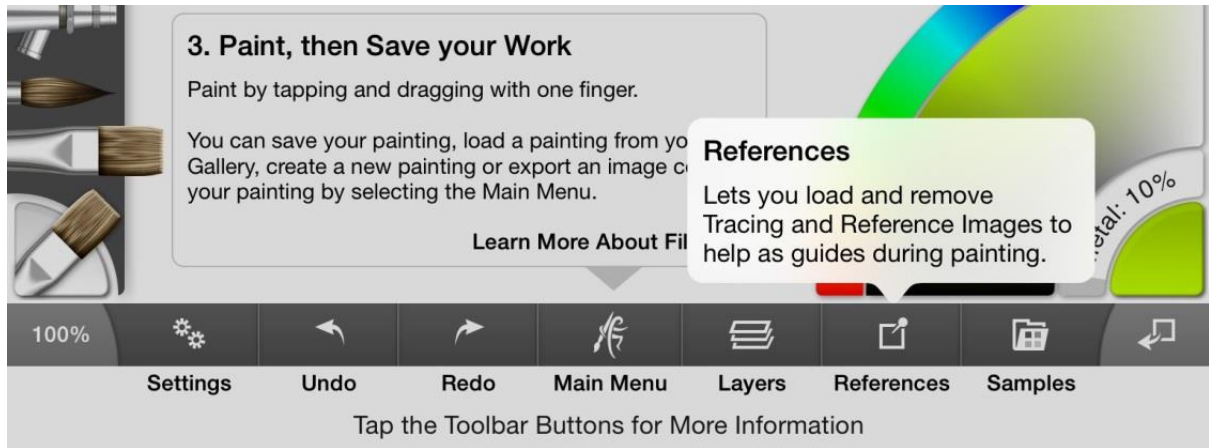 3. Paint, then Save your Work
Paint by tapping and dragging with one finger.
You can save your painting, load a painting from yo
Gallery, create a new painting or export an image c
your painting by selecting the Main Menu.
Learn More About Fil
References
Lets you load and remove
Tracing and Reference Images to
help as guides during painting.
etal: 10%
100%
Settings
Undo
Redo
Main Menu
Layers
References
Samples
Tap the Toolbar Buttons for More Information